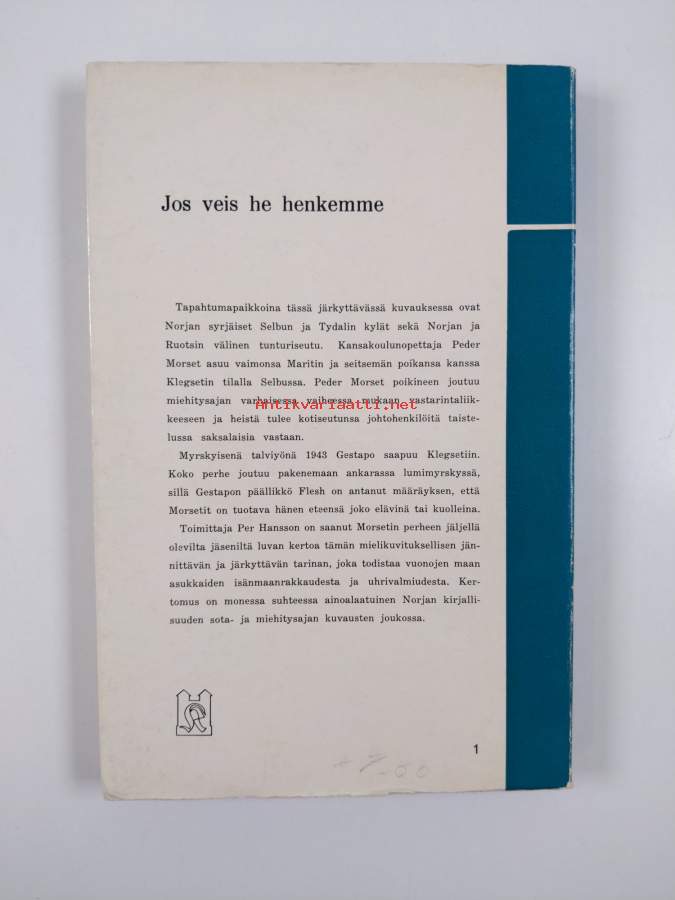 Jos veis he henkemme
Tapahtumapaikkoina tässä järkyttävässä kuvauksessa ovat
Norjan syrjäiset Selbun ja Tydalin kylät sekä Norjan ja
Ruotsin välinen tunturiseutu. Kansakoulunopettaja Peder
Morset asuu vaimonsa Maritin ja seitsemän poikansa kanssa
Klegsetin tilalla Selbussa. Peder Morset poikineen joutuu
miehitysajan varhaisessa vaiheessa mukaan vastarintaliik-
Antikvariaatti.net
keeseen ja heistä tulee kotiseutunsa johtohenkilöitä taiste-
lussa saksalaisia vastaan.
Myrskyisenä talviyönä 1943 Gestapo saapuu Klegsetiin.
Koko perhe joutuu pakenemaan ankarassa lumimyrskyssä,
sillä Gestapon päällikkö Flesh on antanut määräyksen, että
Morsetit on tuotava hänen eteensä joko elävinä tai kuolleina.
Toimittaja Per Hansson on saanut Morsetin perheen jäljellä
olevilta jäseniltä luvan kertoa tämän mielikuvituksellisen jän-
nittävän ja järkyttävän tarinan, joka todistaa vuonojen maan
asukkaiden isänmaanrakkaudesta ja uhrivalmiudesta. Ker-
tomus on monessa suhteessa ainoalaatuinen Norjan kirjalli-
suuden sota- ja miehitysajan kuvausten joukossa.
1